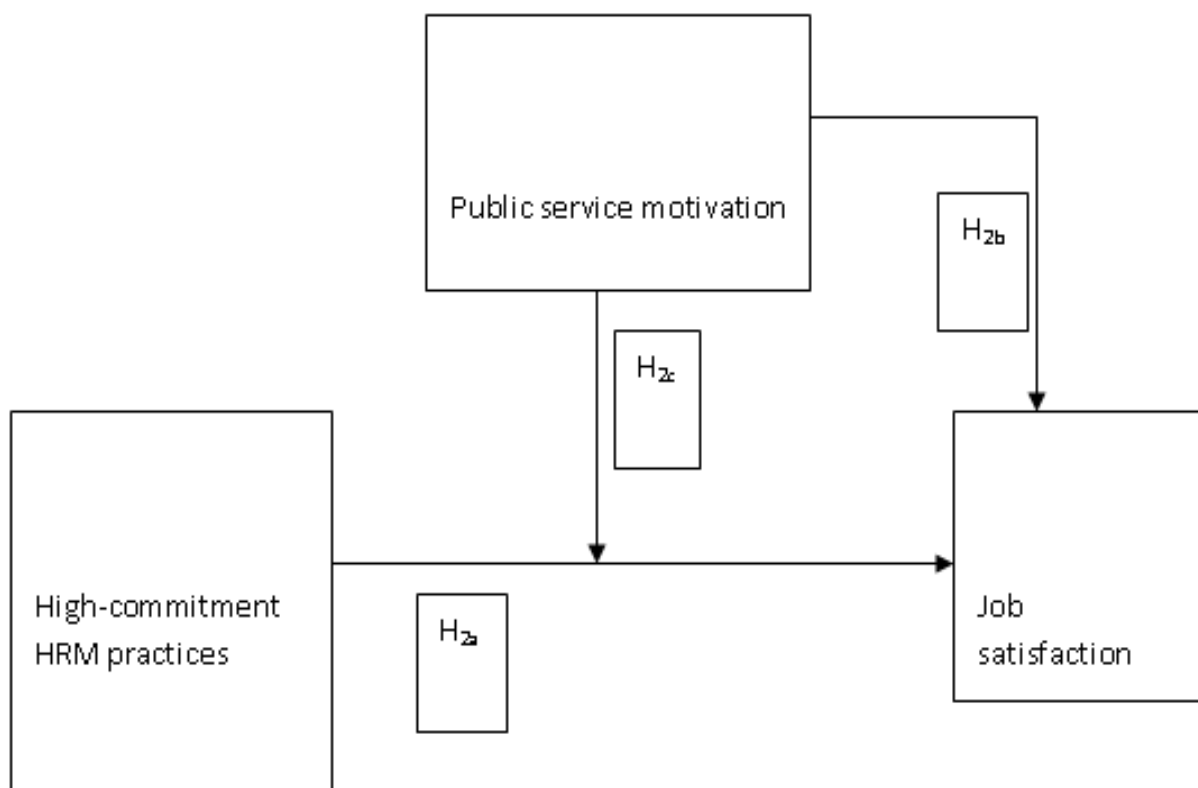 Public service motivation
H₂b
H₂c
High-commitment
HRM practices
H₂a
Job
satisfaction